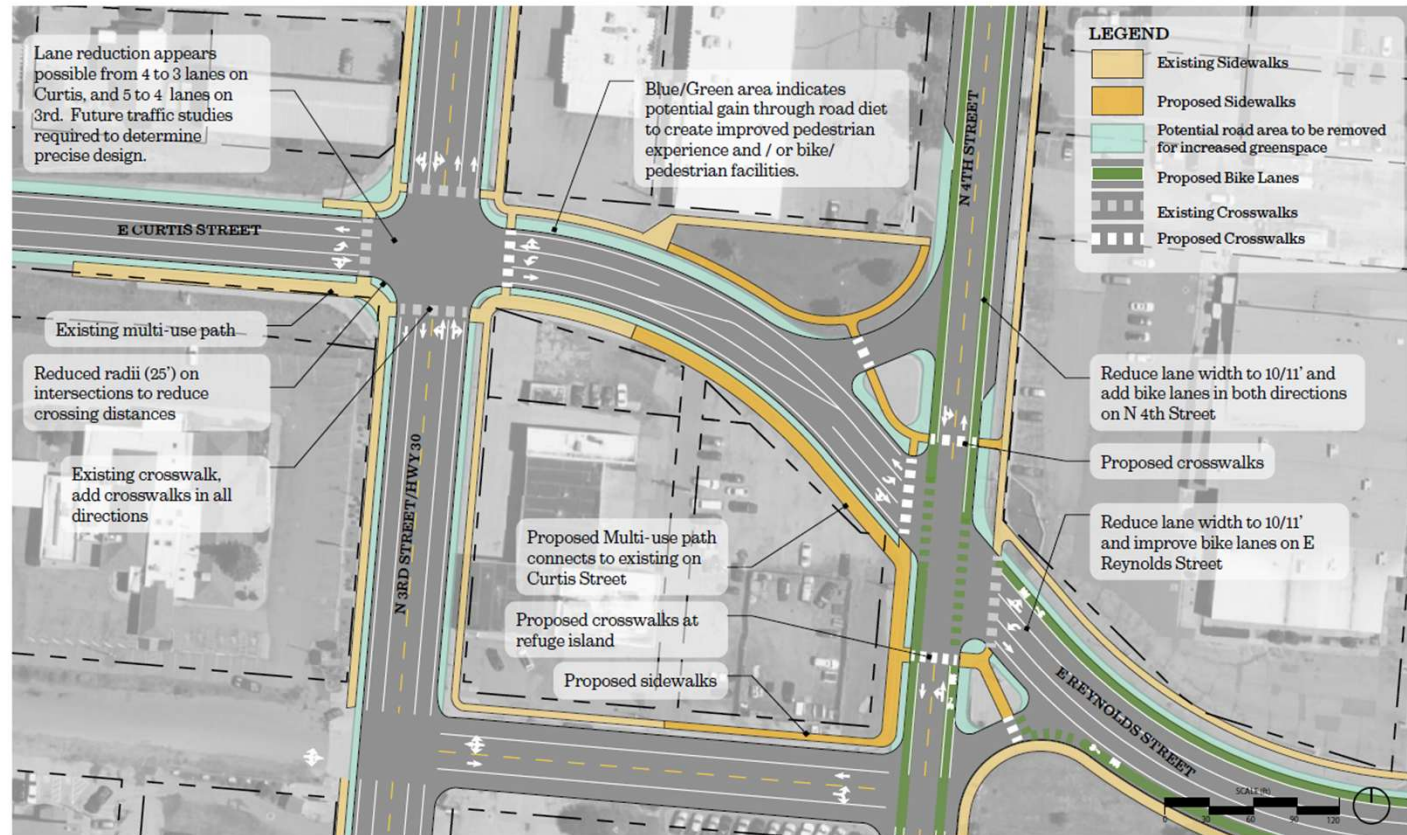 Lane reduction appears
possible from 4 to 3 lanes on
Curtis, and 5 to 4 lanes on
3rd. Future traffic studies
required to determine
precise design.
Blue/Green area indicates
potential gain through road diet
to create improved pedestrian
experience and / or bike/
pedestrian facilities.
LEGEND
Existing Sidewalks
Proposed Sidewalks
Potential road area to be removed
for increased greenspace
Proposed Bike Lanes
Existing Crosswalks
Proposed Crosswalks
N 4TH STREET
E CURTIS STREET
Existing multi-use path
Reduced radii (25') on
intersections to reduce
crossing distances
Existing crosswalk,
add crosswalks in all
directions
N 3RD STREET/HWY 30
Reduce lane width to 10/11' and
add bike lanes in both directions
on N 4th Street
Proposed crosswalks
Reduce lane width to 10/11'
and improve bike lanes on E
Reynolds Street
Proposed Multi-use path
connects to existing on
Curtis Street
Proposed crosswalks at
refuge island
Proposed sidewalks
E REYNOLDS STREET
SCALE (ft)
0 30 60 90 120